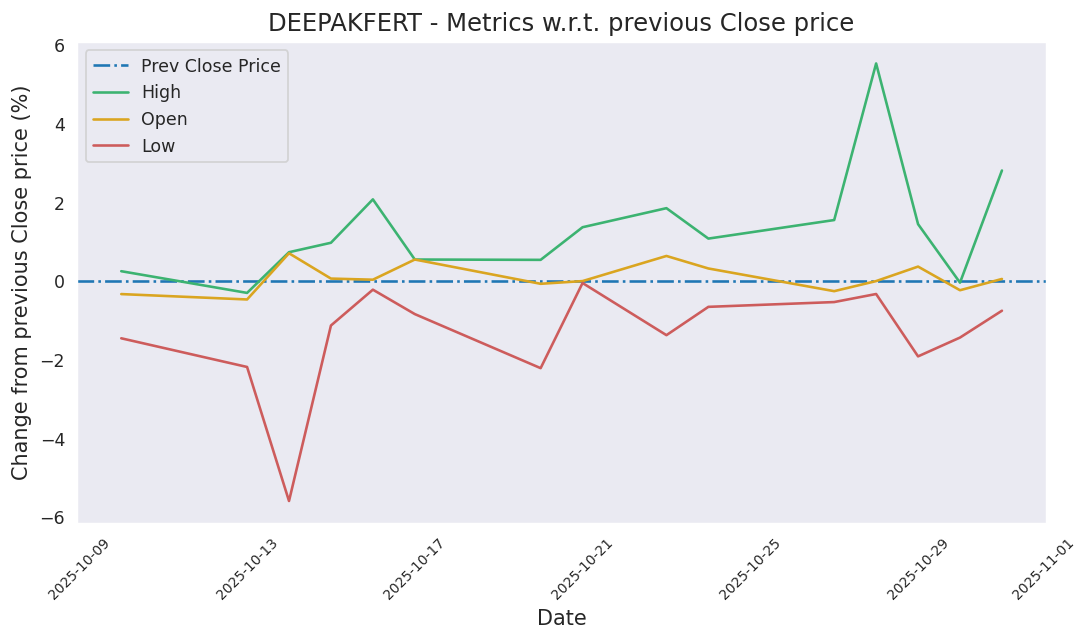 DEEPAKFERT - Metrics w.r.t. previous Close price
Prev Close Price
High
Open
Low
Change from previous Close price (%)
6
4
2
0
−2
−4
−6
2025-10-09
2025-10-13
2025-10-17
2025-10-21
2025-10-25
2025-10-29
2025-11-01
Date